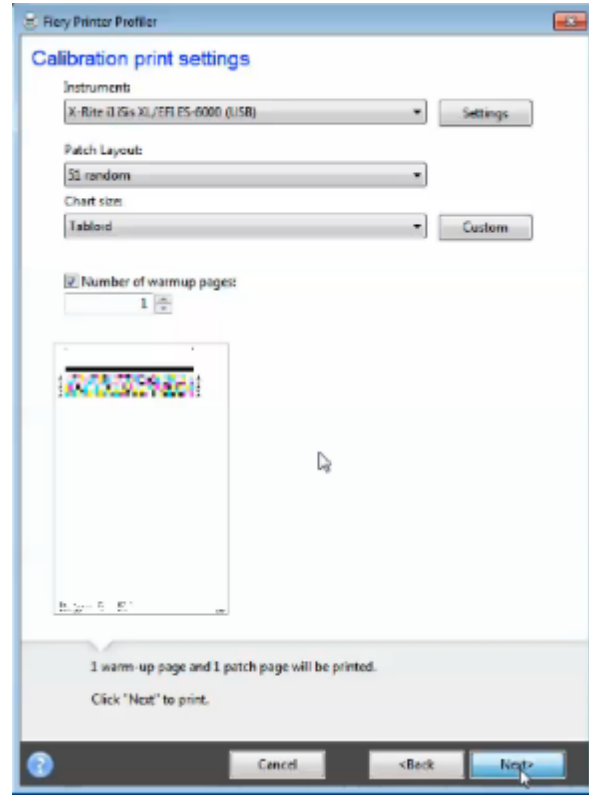 Fiery Printer Profiler
Calibration print settings
Instrument:
X-Rite i1 iSis XL/EFI ES-6000 (USB)
Settings
Patch Layout:
51 random
Chart size:
Tabloid
Custom
Number of warmup pages:
1
1 warm-up page and 1 patch page will be printed.
Click "Next" to print.
?
Cancel
<Back
Next>